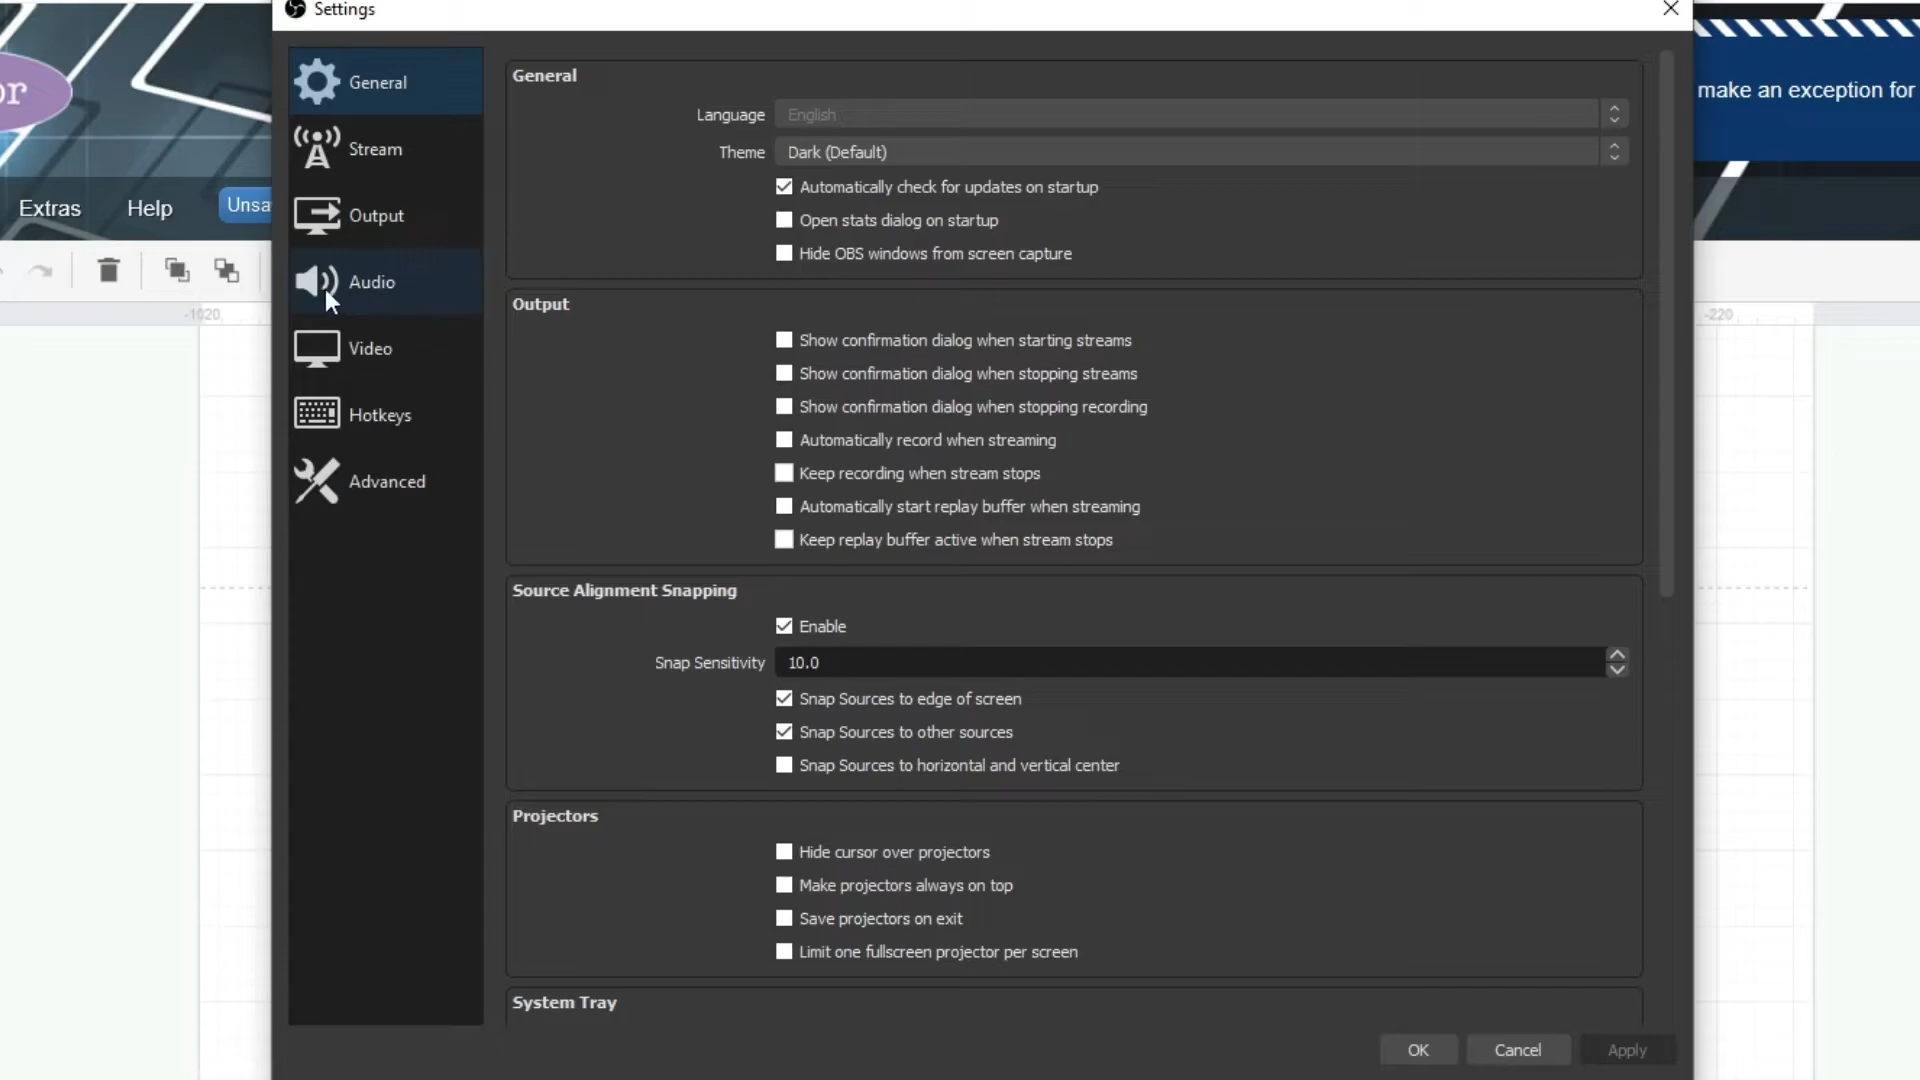 Settings
or
make an exception for
General
General
Language English
Stream
Theme Dark (Default)
Automatically check for updates on startup
Extras Help Unsa
Output
Open stats dialog on startup
Hide OBS windows from screen capture
Audio
Output
-1020
-220
Show confirmation dialog when starting streams
Video
Show confirmation dialog when stopping streams
Show confirmation dialog when stopping recording
Hotkeys
Automatically record when streaming
Keep recording when stream stops
Advanced
Automatically start replay buffer when streaming
Keep replay buffer active when stream stops
Source Alignment Snapping
Enable
Snap Sensitivity 10.0
Snap Sources to edge of screen
Snap Sources to other sources
Snap Sources to horizontal and vertical center
Projectors
Hide cursor over projectors
Make projectors always on top
Save projectors on exit
Limit one fullscreen projector per screen
System Tray
OK Cancel Apply